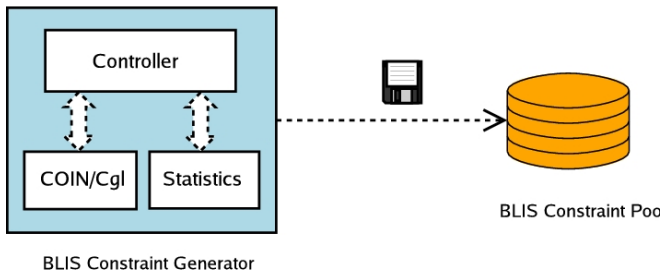 Controller
COIN/Cgl
Statistics
BLIS Constraint Poo
BLIS Constraint Generator